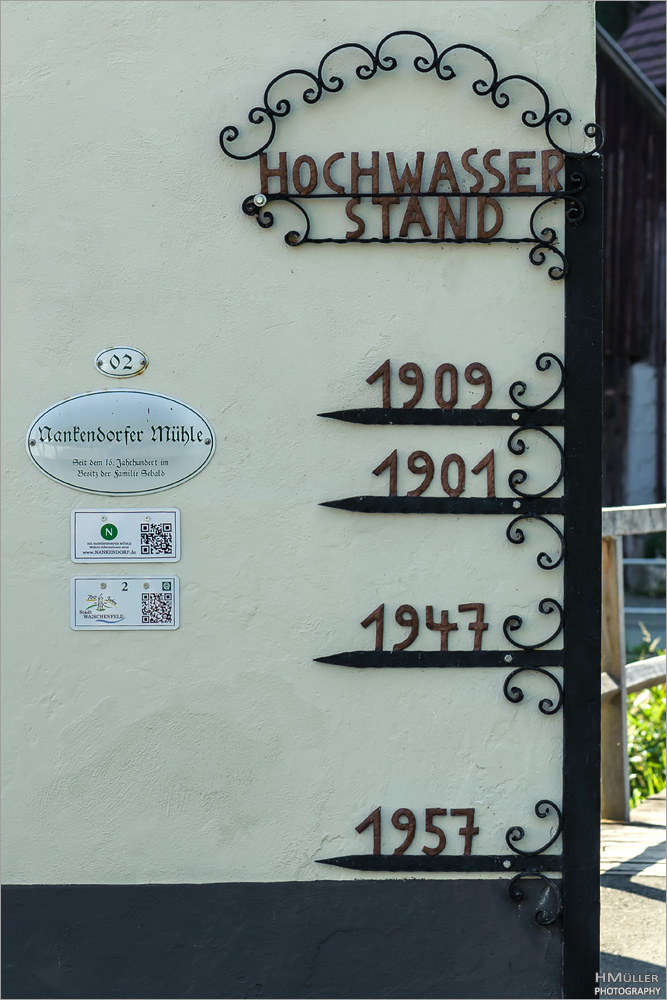 HOCHWASSER
STAND
1909
1901
1947
1957
02
Nankendorfer Mühle
Seit dem 16. Jahrhundert im
Besitz der Familie Sebald
N
www.NANKENDORF.de
2
Stadt
WAISCHENFELD
HMÜLLER
PHOTOGRAPHY